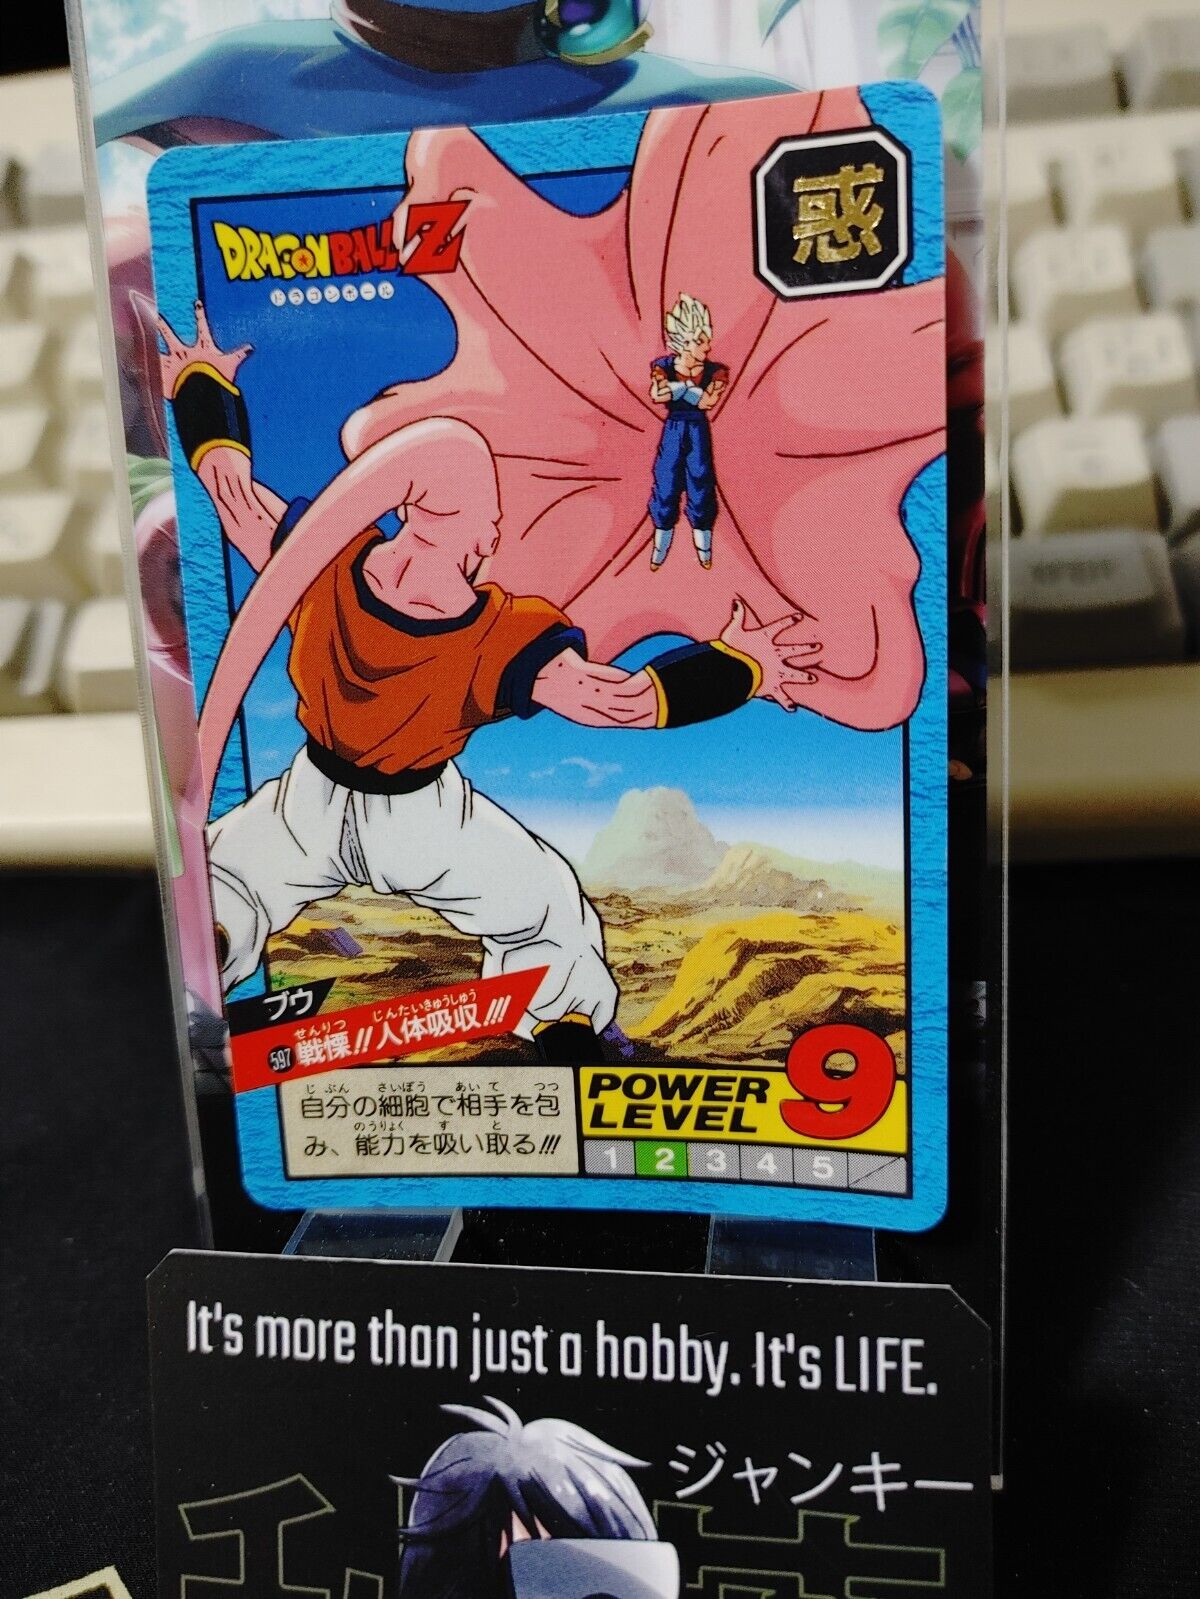 惑
DRAGON BALL Z
ドラゴンボール
ブウ
せんりつ じんたいきゅうしゅう
597 戦慄!! 人体吸収!!!
じぶん さいぼう あいて つつ
自分の細胞で相手を包
のうりょく す と
み、能力を吸い取る!!!
POWER LEVEL 9
1 2 3 4 5
It's more than just a hobby. It's LIFE.
ジャンキー